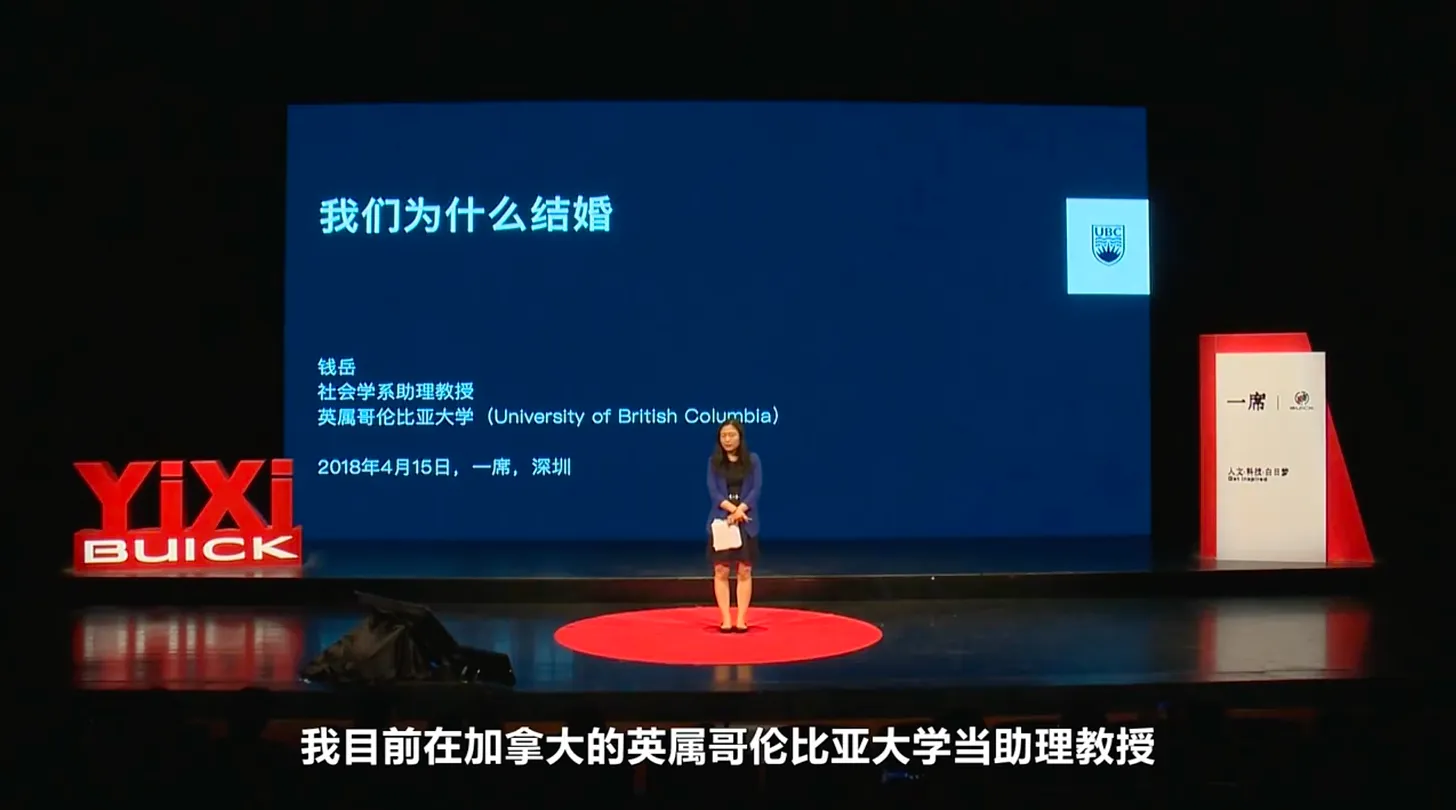 我们为什么结婚
UBC
钱岳
社会学系助理教授
英属哥伦比亚大学（University of British Columbia）
2018年4月15日，一席，深圳
YiXi
BUICK
一席
BUICK
人文·科技·白日梦
Get Inspired
我目前在加拿大的英属哥伦比亚大学当助理教授